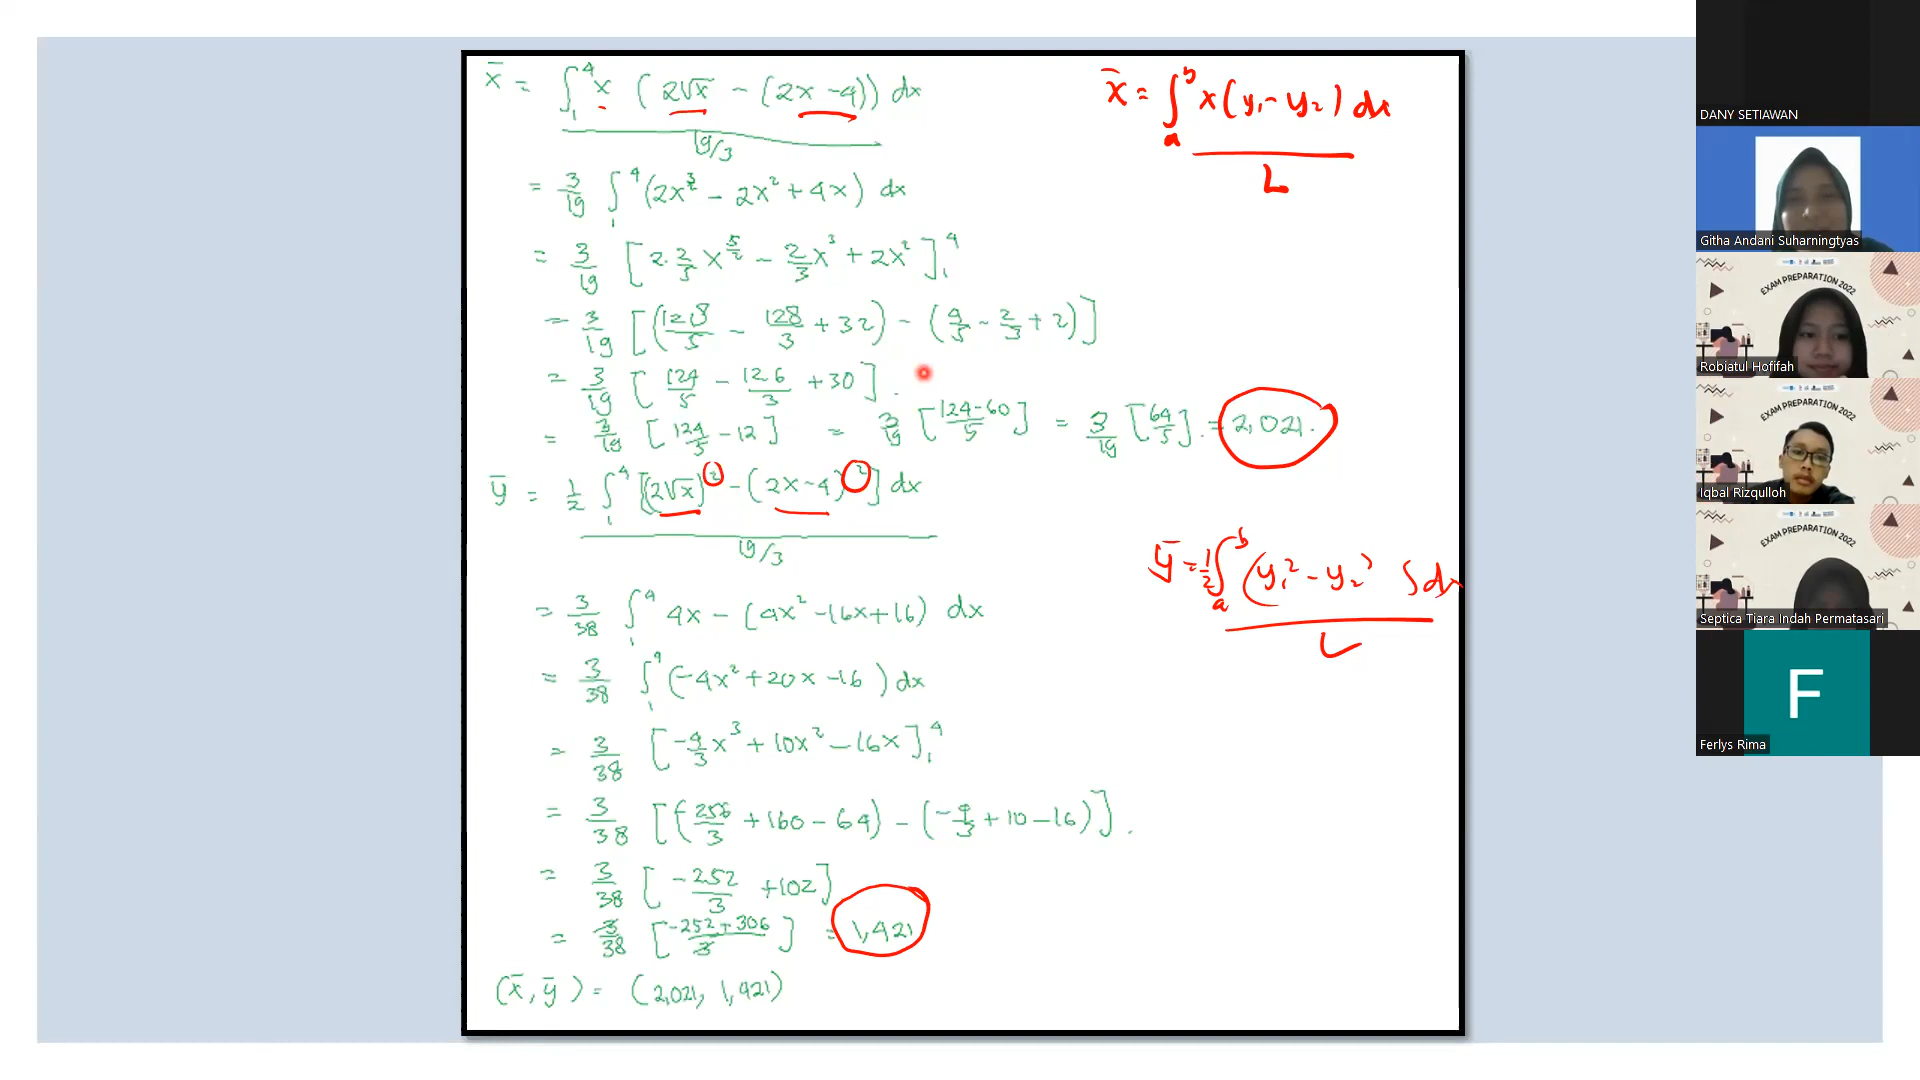 x̄ = ∫₁⁴ x (2√x − (2x − 4)) dx
19/3
= 3/19 ∫₁⁴ (2x^(3/2) − 2x² + 4x) dx
= 3/19 [2·2/5 x^(5/2) − 2/3 x³ + 2x²]₁⁴
= 3/19 [(128/5 − 128/3 + 32) − (4/5 − 2/3 + 2)]
= 3/19 [124/5 − 126/3 + 30].
= 3/19 [124/5 − 12] = 3/19 [(124−60)/5] = 3/19 [64/5]. = 2,021.
ȳ = 1/2 ∫₁⁴ [(2√x)² − (2x − 4)²] dx
19/3
= 3/38 ∫₁⁴ 4x − (4x² − 16x + 16) dx
= 3/38 ∫₁⁴ (−4x² + 20x − 16) dx
= 3/38 [−4/3 x³ + 10x² − 16x]₁⁴
= 3/38 [(−256/3 + 160 − 64) − (−4/3 + 10 − 16)].
= 3/38 [−252/3 + 102]
= 3/38 [(−252 + 306)/3] = 1,421
(x̄, ȳ) = (2,021, 1,421)
x̄ = ∫ₐᵇ x(y₁ − y₂) dx
L
ȳ = 1/2 ∫ₐᵇ (y₁² − y₂²) dx
L
DANY SETIAWAN
Githa Andani Suharningtyas
EXAM PREPARATION 2022
Robiatul Hofifah
EXAM PREPARATION 2022
Iqbal Rizqulloh
EXAM PREPARATION 2022
Septica Tiara Indah Permatasari
F
Ferlys Rima